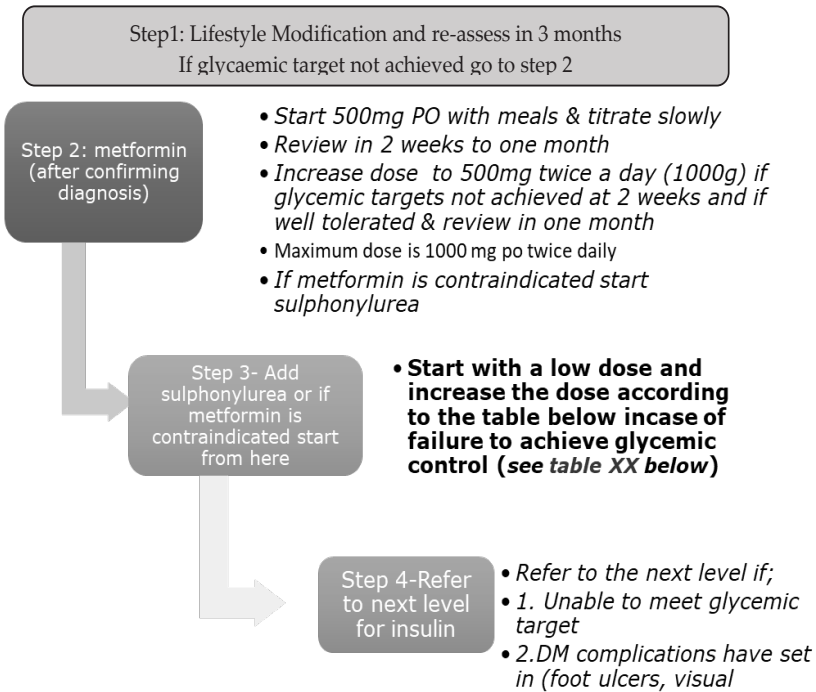 Step1: Lifestyle Modification and re-assess in 3 months
If glycaemic target not achieved go to step 2
Step 2: metformin
(after confirming
diagnosis)
• Start 500mg PO with meals & titrate slowly
• Review in 2 weeks to one month
• Increase dose to 500mg twice a day (1000g) if
glycemic targets not achieved at 2 weeks and if
well tolerated & review in one month
• Maximum dose is 1000 mg po twice daily
• If metformin is contraindicated start
sulphonylurea
Step 3- Add
sulphonylurea or if
metformin is
contraindicated start
from here
• Start with a low dose and
increase the dose according
to the table below incase of
failure to achieve glycemic
control (see table XX below)
Step 4-Refer
to next level
for insulin
• Refer to the next level if;
• 1. Unable to meet glycemic
target
• 2.DM complications have set
in (foot ulcers, visual